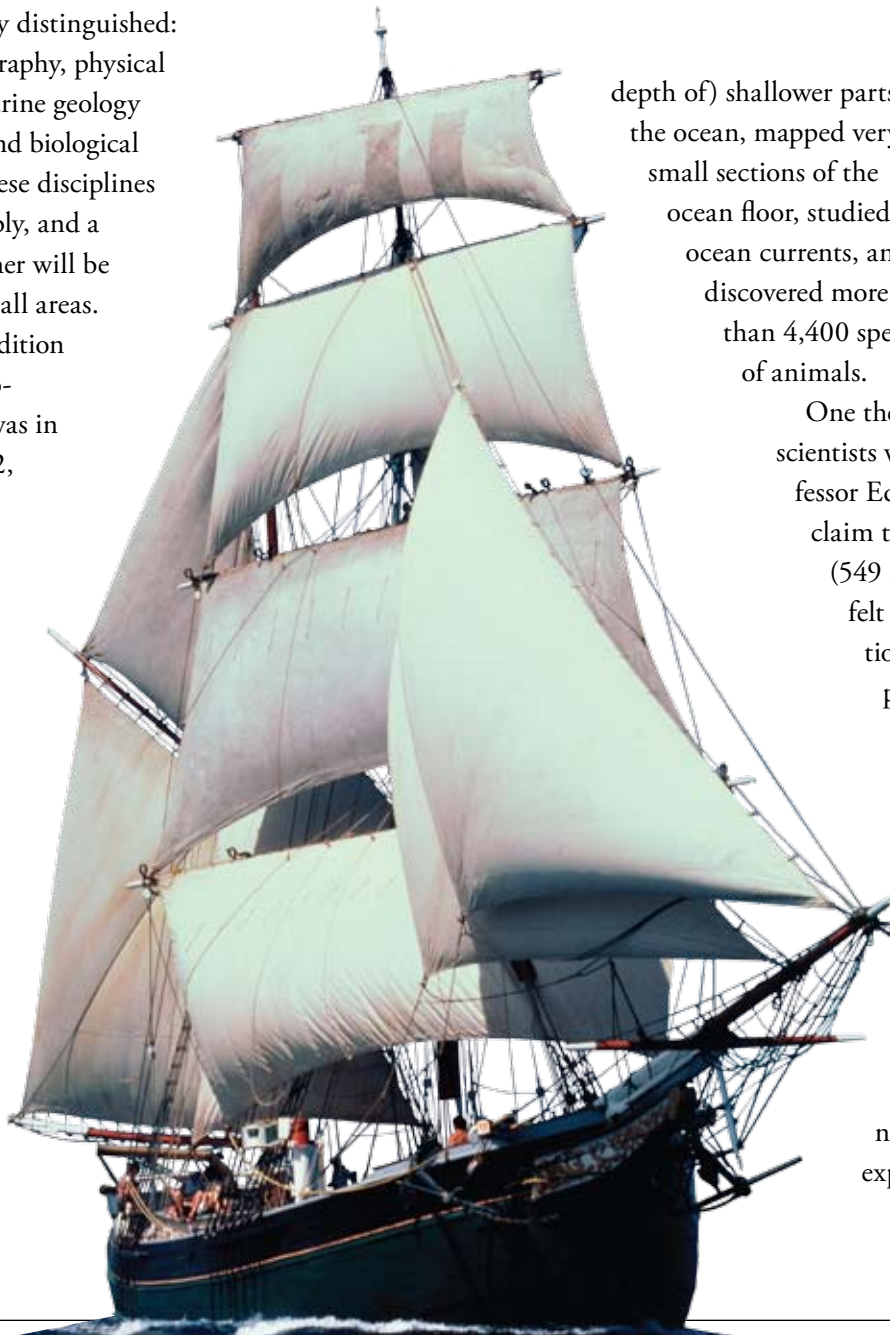 y distinguished:
raphy, physical
rine geology
nd biological
ese disciplines
ply, and a
her will be
all areas.
dition
-
was in
2,
depth of) shallower parts
the ocean, mapped very
small sections of the
ocean floor, studied
ocean currents, an
discovered more
than 4,400 spe
of animals.
One the
scientists w
fessor Ed
claim t
(549
felt
tio
p
n
exp